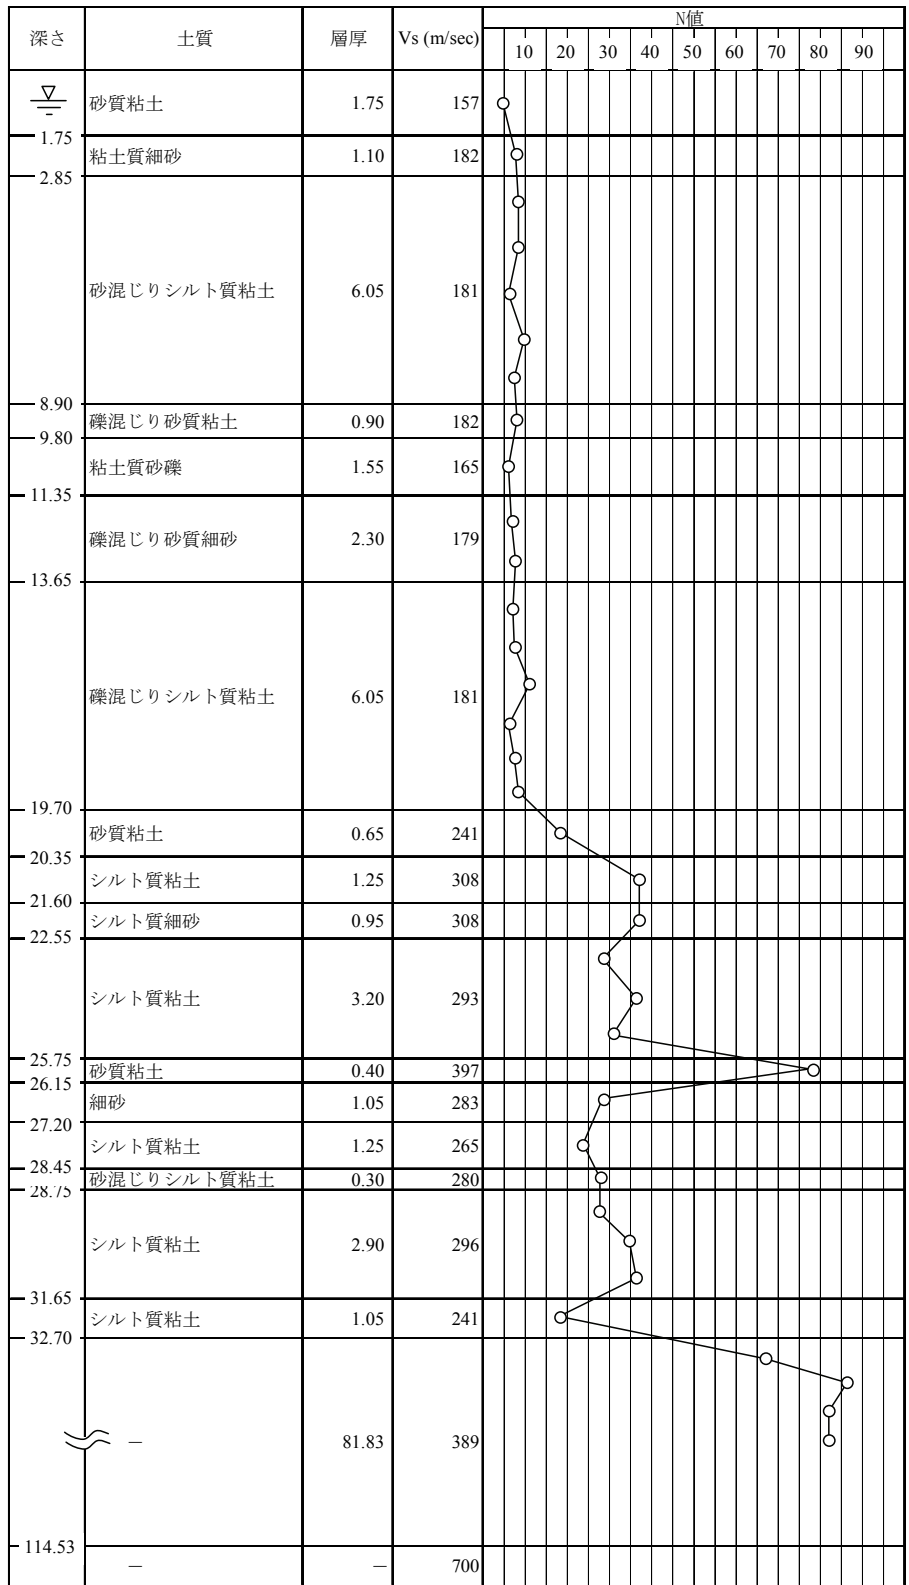 深さ 土質 層厚 Vs (m/sec) N値
10 20 30 40 50 60 70 80 90
砂質粘土 1.75 157
1.75
粘土質細砂 1.10 182
2.85
砂混じりシルト質粘土 6.05 181
8.90
礫混じり砂質粘土 0.90 182
9.80
粘土質砂礫 1.55 165
11.35
礫混じり砂質細砂 2.30 179
13.65
礫混じりシルト質粘土 6.05 181
19.70
砂質粘土 0.65 241
20.35
シルト質粘土 1.25 308
21.60
シルト質細砂 0.95 308
22.55
シルト質粘土 3.20 293
25.75
砂質粘土 0.40 397
26.15
細砂 1.05 283
27.20
シルト質粘土 1.25 265
28.45
砂混じりシルト質粘土 0.30 280
28.75
シルト質粘土 2.90 296
31.65
シルト質粘土 1.05 241
32.70
− 81.83 389
114.53
− − 700